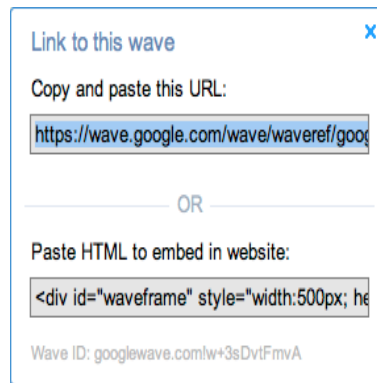 Link to this wave
Copy and paste this URL:
https://wave.google.com/wave/waveref/goog
OR
Paste HTML to embed in website:
<div id="waveframe" style="width:500px; he
Wave ID: googlewave.com!w+3sDvtFmvA